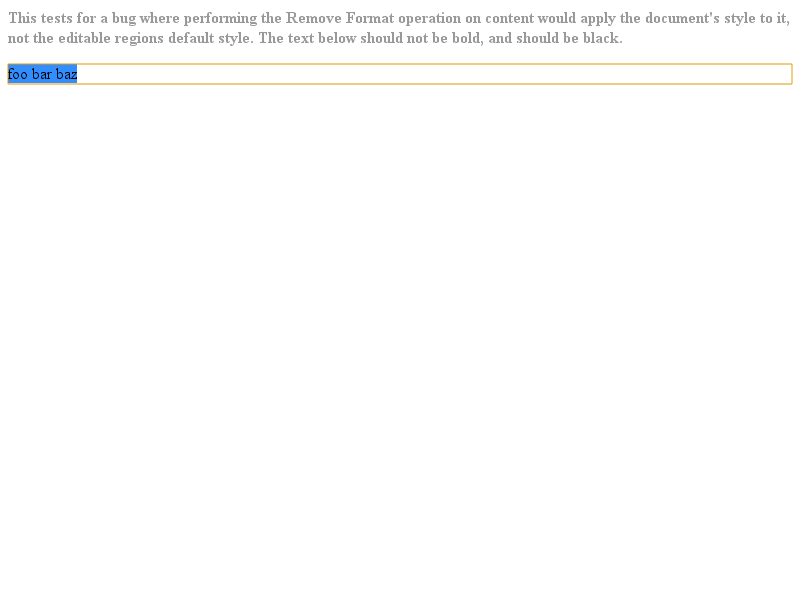 This tests for a bug where performing the Remove Format operation on content would apply the document's style to it,
not the editable regions default style. The text below should not be bold, and should be black.
foo bar baz